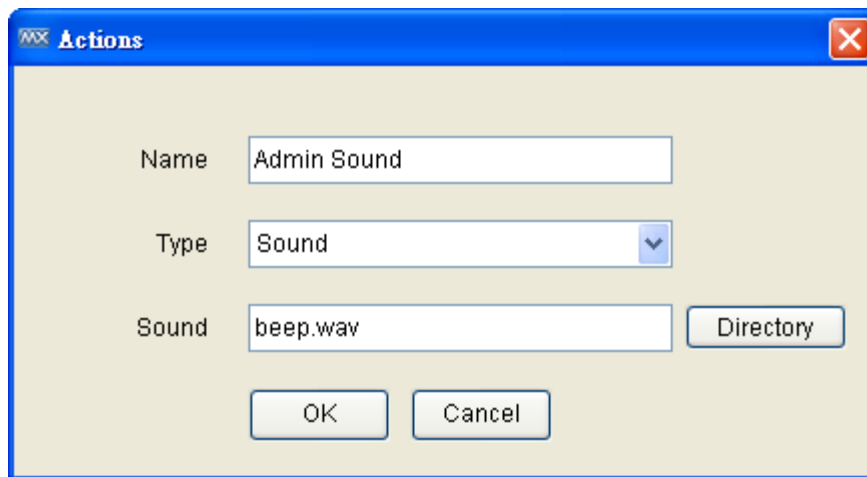 MX Actions
Name Admin Sound
Type Sound
Sound beep.wav Directory
OK Cancel